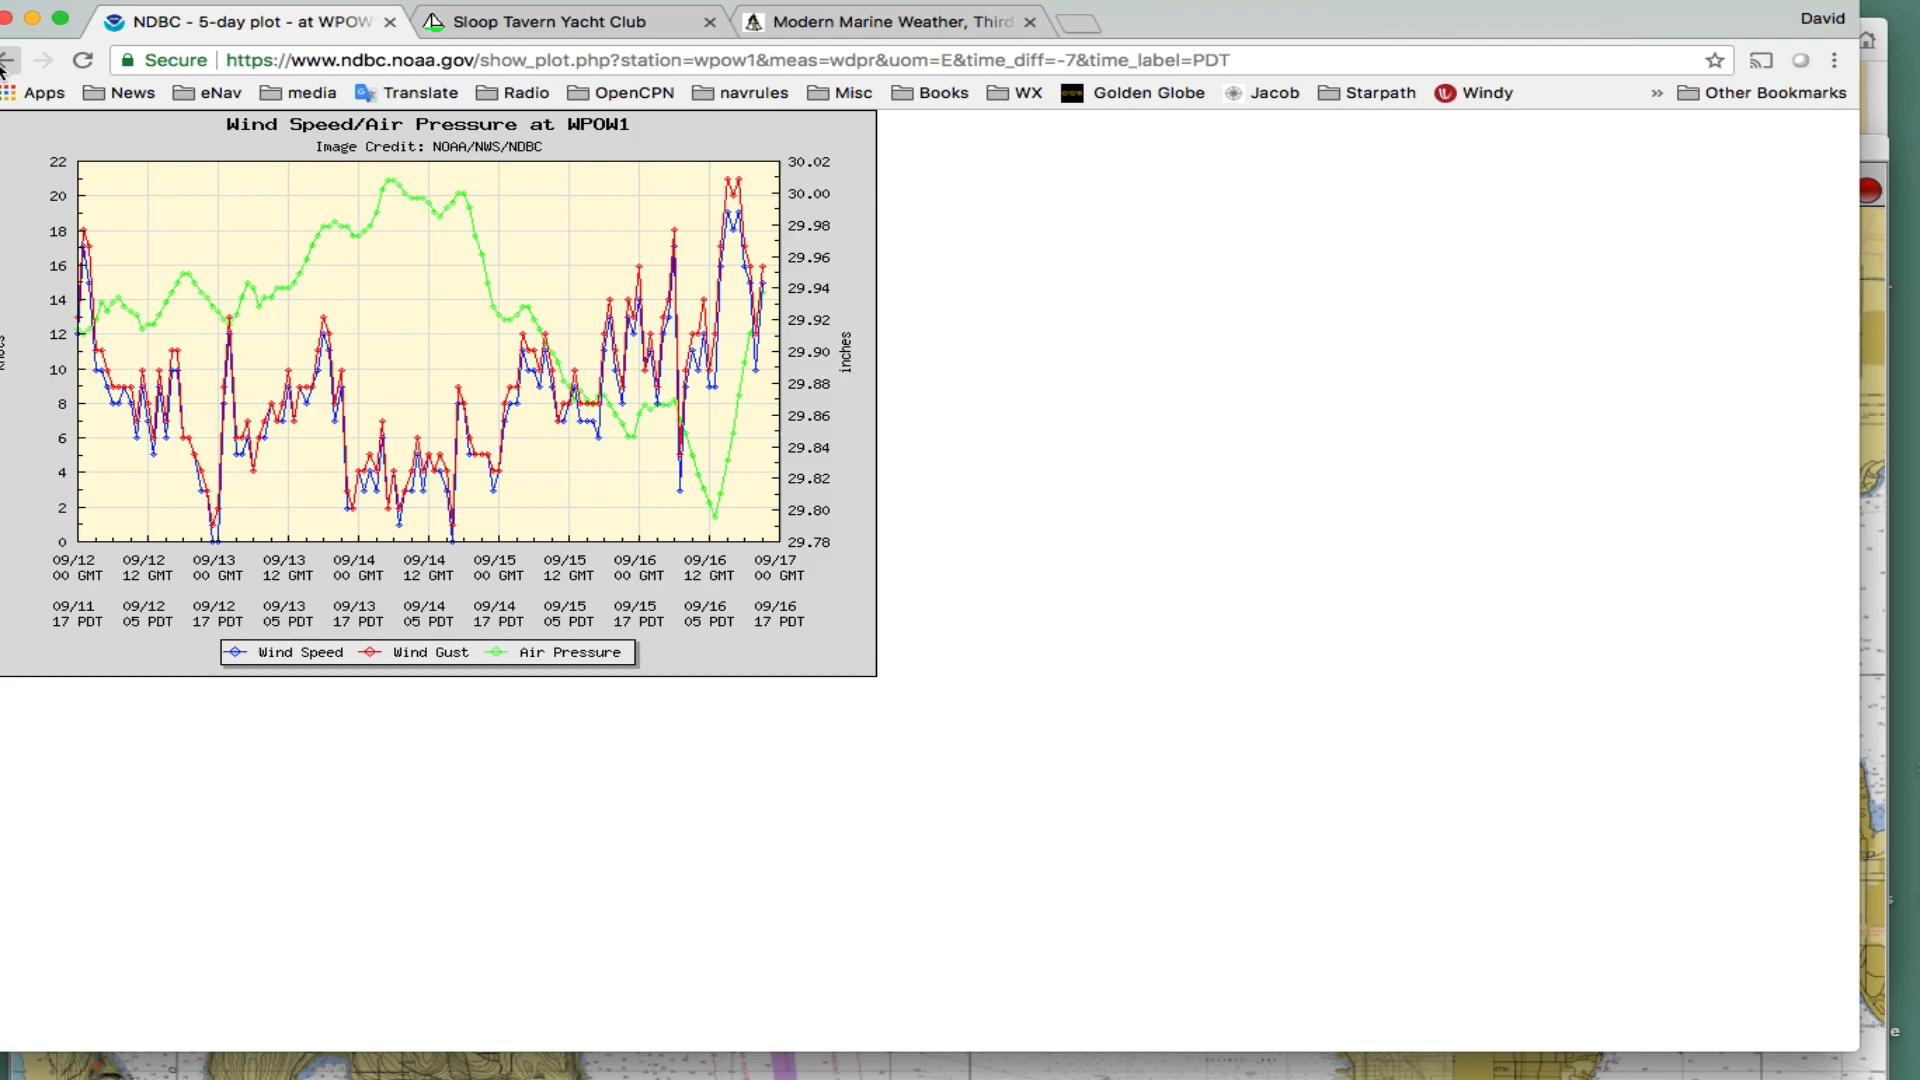 NDBC - 5-day plot - at WPOW
Sloop Tavern Yacht Club
Modern Marine Weather, Third
David
Secure
https://www.ndbc.noaa.gov/show_plot.php?station=wpow1&meas=wdpr&uom=E&time_diff=-7&time_label=PDT
Apps News eNav media Translate Radio OpenCPN navrules Misc Books WX Golden Globe Jacob Starpath Windy » Other Bookmarks
Wind Speed/Air Pressure at WPOW1
Image Credit: NOAA/NWS/NDBC
22 30.02
20 30.00
18 29.98
16 29.96
14 29.94
12 29.92
10 29.90
8 29.88
6 29.86
4 29.84
2 29.82
0 29.80
29.78
knots
inches
09/12 09/12 09/13 09/13 09/14 09/14 09/15 09/15 09/16 09/16 09/17
00 GMT 12 GMT 00 GMT 12 GMT 00 GMT 12 GMT 00 GMT 12 GMT 00 GMT 12 GMT 00 GMT
09/11 09/12 09/12 09/13 09/13 09/14 09/14 09/15 09/15 09/16 09/16
17 PDT 05 PDT 17 PDT 05 PDT 17 PDT 05 PDT 17 PDT 05 PDT 17 PDT 05 PDT 17 PDT
Wind Speed Wind Gust Air Pressure